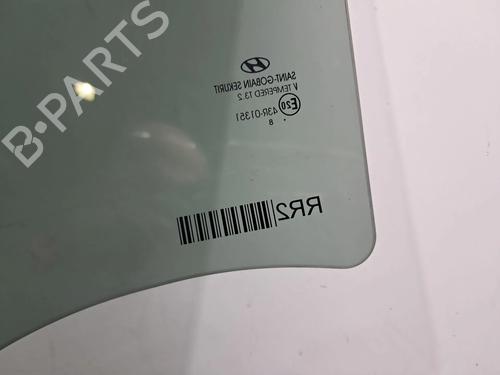 B-PARTS
SAINT-GOBAIN SEKURIT
V TEMPERED T3.2
E20 43R-01351
8
RR2